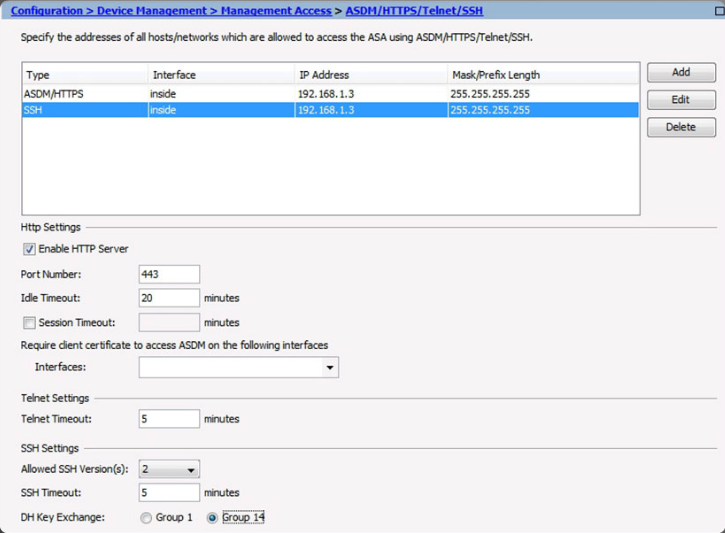 Configuration > Device Management > Management Access > ASDM/HTTPS/Telnet/SSH
Specify the addresses of all hosts/networks which are allowed to access the ASA using ASDM/HTTPS/Telnet/SSH.
Type Interface IP Address Mask/Prefix Length
ASDM/HTTPS inside 192.168.1.3 255.255.255.255
SSH inside 192.168.1.3 255.255.255.255
Add
Edit
Delete
Http Settings
Enable HTTP Server
Port Number: 443
Idle Timeout: 20 minutes
Session Timeout: minutes
Require client certificate to access ASDM on the following interfaces
Interfaces:
Telnet Settings
Telnet Timeout: 5 minutes
SSH Settings
Allowed SSH Version(s): 2
SSH Timeout: 5 minutes
DH Key Exchange: Group 1 Group 14